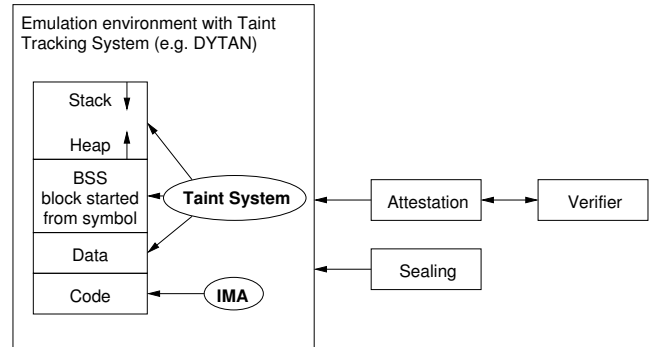 Emulation environment with Taint
Tracking System (e.g. DYTAN)
Stack
Heap
BSS
block started
from symbol
Data
Code
Taint System
IMA
Attestation
Verifier
Sealing